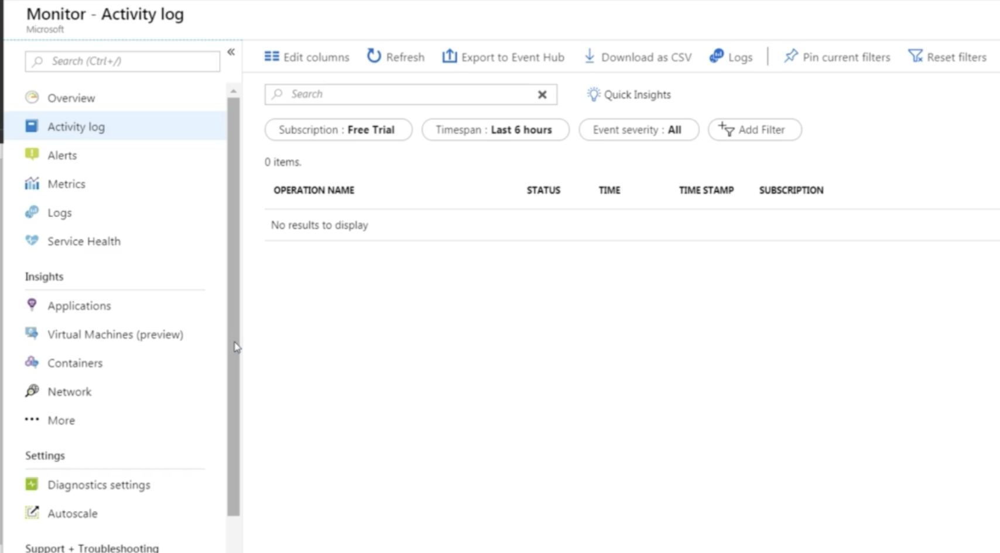 Monitor - Activity log
Microsoft
Search (Ctrl+/)
«
Overview
Activity log
Alerts
Metrics
Logs
Service Health
Insights
Applications
Virtual Machines (preview)
Containers
Network
More
Settings
Diagnostics settings
Autoscale
Support + Troubleshooting
Edit columns Refresh Export to Event Hub Download as CSV Logs Pin current filters Reset filters
Search Quick Insights
Subscription : Free Trial Timespan : Last 6 hours Event severity : All Add Filter
0 items.
OPERATION NAME STATUS TIME TIME STAMP SUBSCRIPTION
No results to display